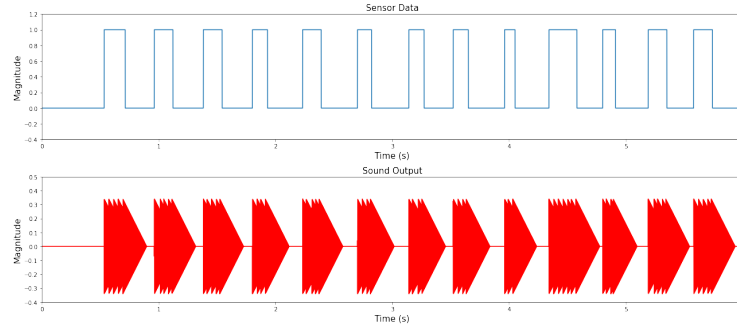 Sensor Data
1.2
1.0
0.8
0.6
0.4
0.2
0.0
−0.2
−0.4
Magnitude
0 1 2 3 4 5
Time (s)
Sound Output
0.5
0.4
0.3
0.2
0.1
0.0
−0.1
−0.2
−0.3
−0.4
Magnitude
0 1 2 3 4 5
Time (s)